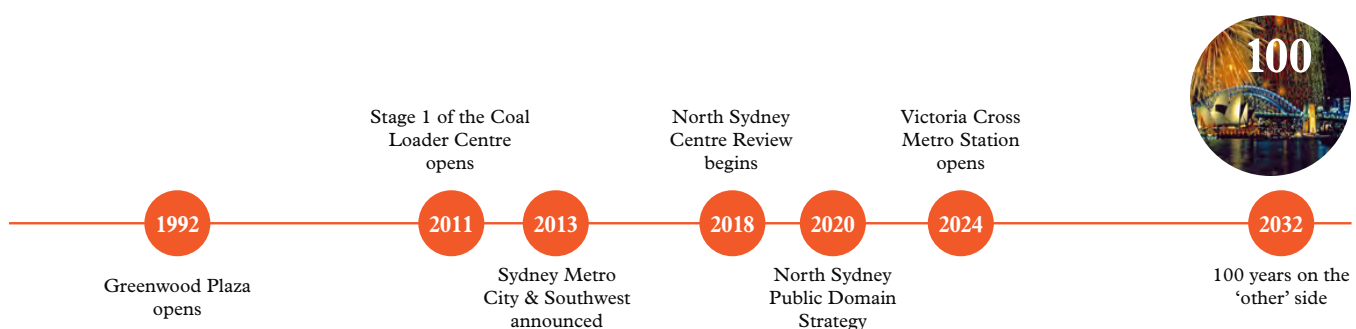 100
Stage 1 of the Coal
Loader Centre
opens
North Sydney
Centre Review
begins
Victoria Cross
Metro Station
opens
1992
2011
2013
2018
2020
2024
2032
Greenwood Plaza
opens
Sydney Metro
City & Southwest
announced
North Sydney
Public Domain
Strategy
100 years on the
‘other’ side